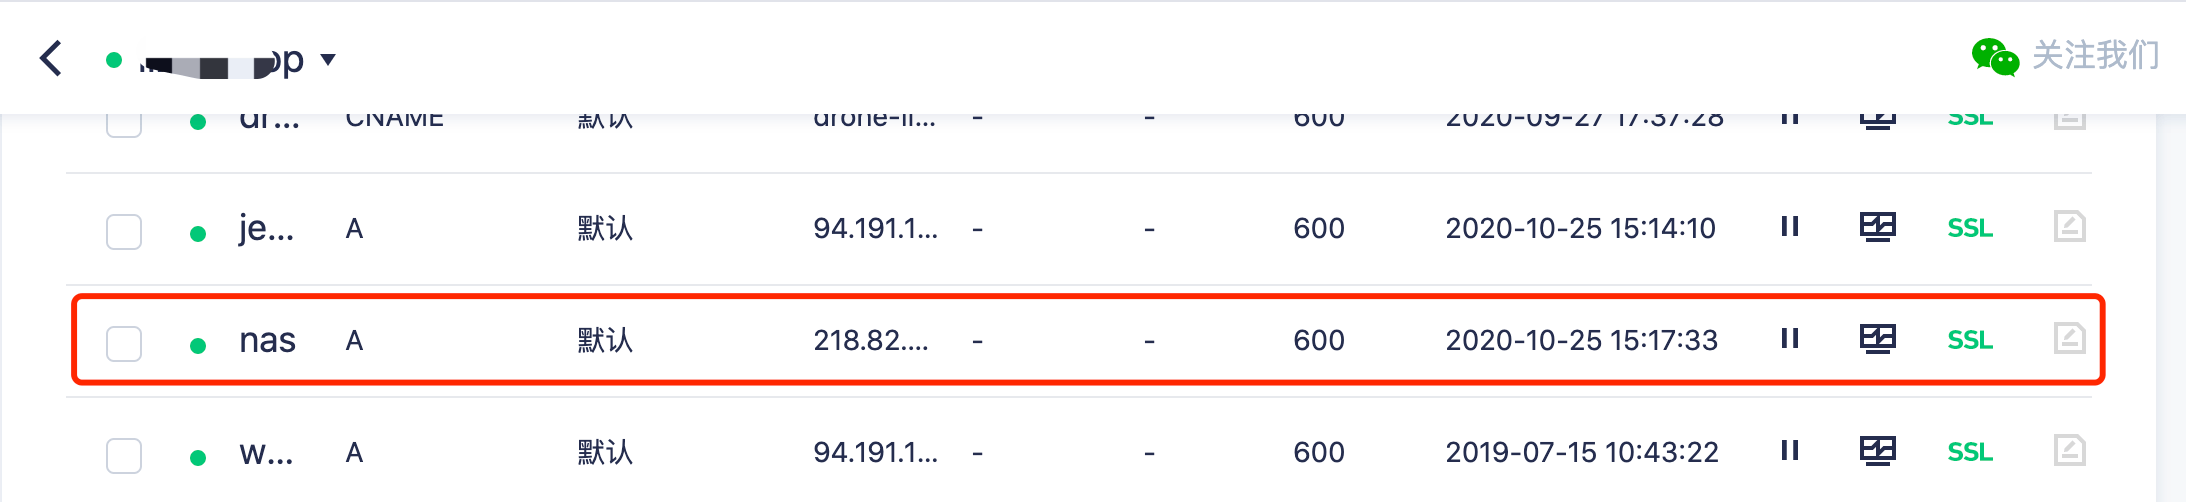 op
关注我们
dr... CNAME 默认 drone-ll... - - 600 2020-09-27 17:37:28 SSL
je... A 默认 94.191.1... - - 600 2020-10-25 15:14:10 SSL
nas A 默认 218.82.... - - 600 2020-10-25 15:17:33 SSL
w... A 默认 94.191.1... - - 600 2019-07-15 10:43:22 SSL